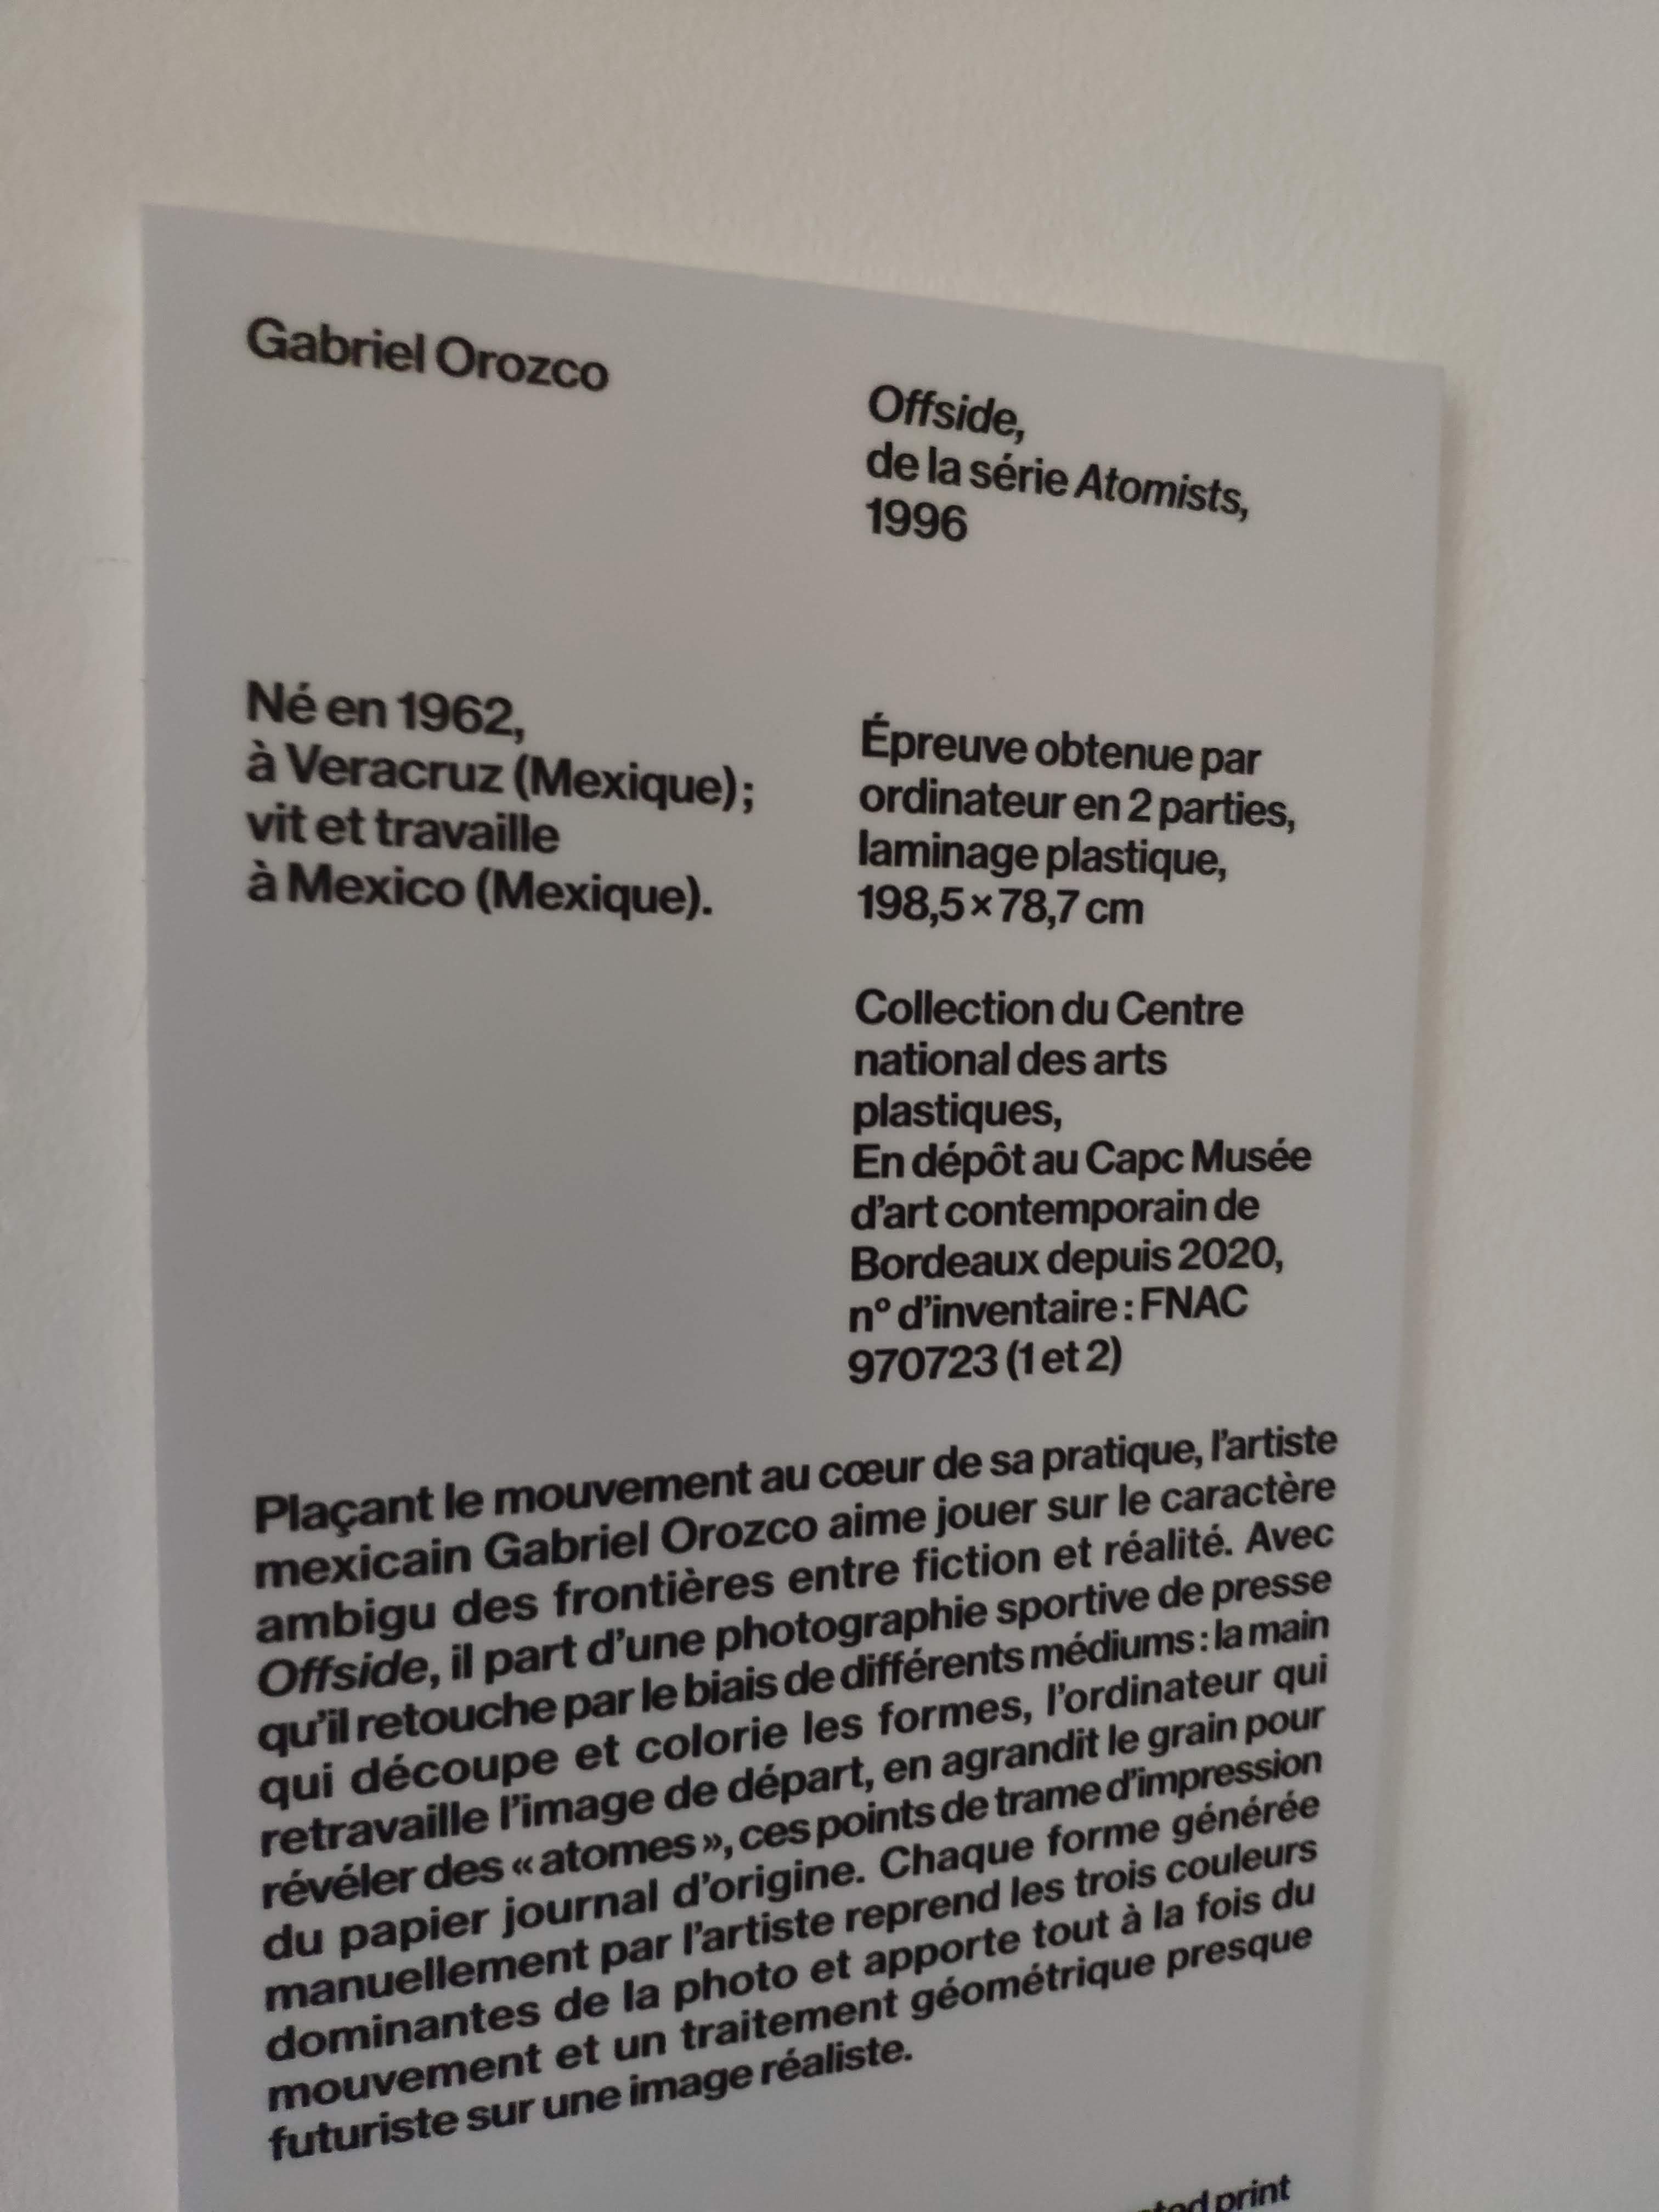 Gabriel Orozco
Offside,
de la série Atomists,
1996
Né en 1962,
à Veracruz (Mexique);
vit et travaille
à Mexico (Mexique).
Épreuve obtenue par
ordinateur en 2 parties,
laminage plastique,
198,5 × 78,7 cm
Collection du Centre
national des arts
plastiques,
En dépôt au Capc Musée
d'art contemporain de
Bordeaux depuis 2020,
n° d'inventaire : FNAC
970723 (1 et 2)
Plaçant le mouvement au cœur de sa pratique, l'artiste
mexicain Gabriel Orozco aime jouer sur le caractère
ambigu des frontières entre fiction et réalité. Avec
Offside, il part d'une photographie sportive de presse
qu'il retouche par le biais de différents médiums : la main
qui découpe et colorie les formes, l'ordinateur qui
retravaille l'image de départ, en agrandit le grain pour
révéler des « atomes », ces points de trame d'impression
du papier journal d'origine. Chaque forme générée
manuellement par l'artiste reprend les trois couleurs
dominantes de la photo et apporte tout à la fois du
mouvement et un traitement géométrique presque
futuriste sur une image réaliste.
print